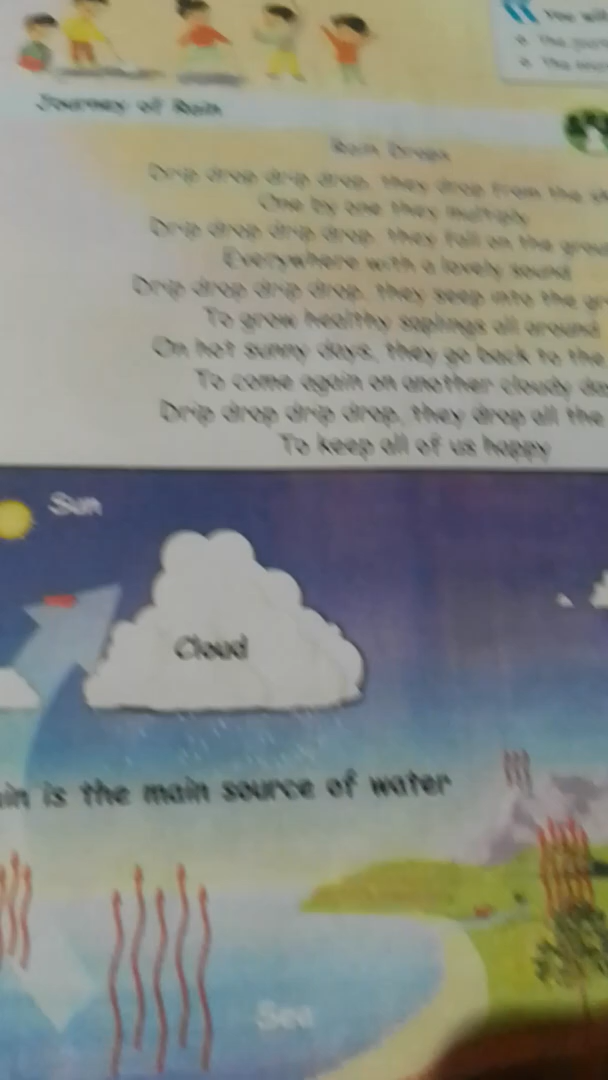 You will
Journey of Rain
Rain Drops
Drip drop drip drop, they drop from the
One by one they multiply
Drip drop drip drop, they fall on the
Everywhere with a lovely sound
Drip drop drip drop, they seep into the
To grow healthy saplings all around
On hot sunny days, they go back to the
To come again on another cloudy
Drip drop drip drop, they drop all the
To keep all of us happy
Sun
Cloud
is the main source of water
Sea